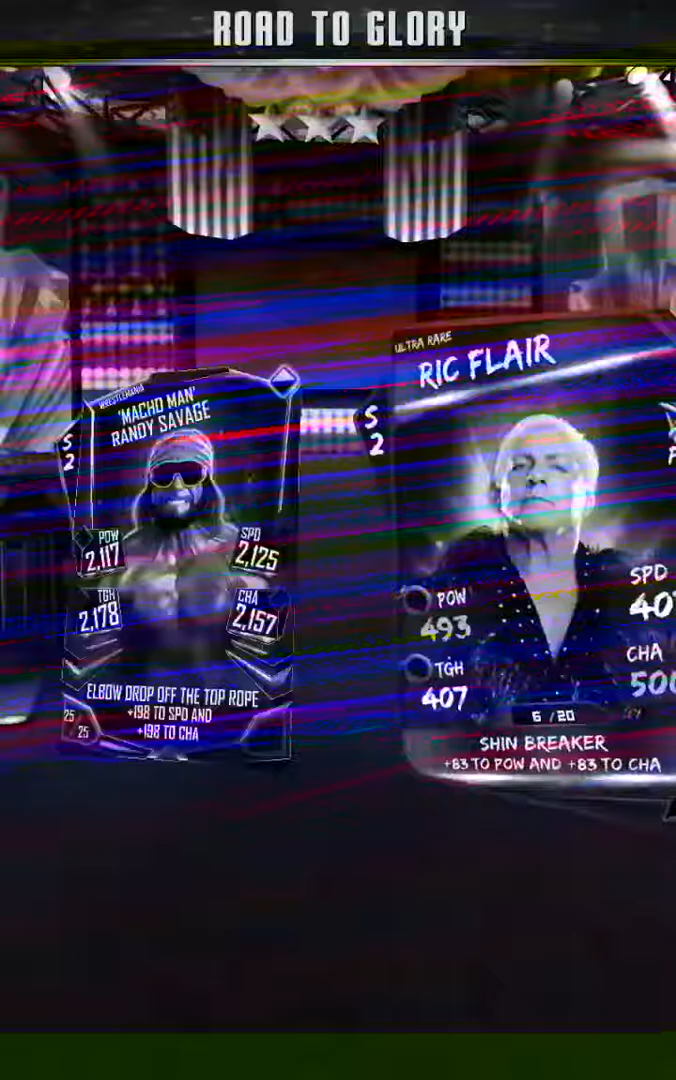 ROAD TO GLORY
WRESTLEMANIA
'MACHO MAN'
RANDY SAVAGE
S
2
POW
2,117
SPD
2,125
TGH
2,178
CHA
2,157
ELBOW DROP OFF THE TOP ROPE
+198 TO SPD AND
+198 TO CHA
25
25
ULTRA RARE
RIC FLAIR
S
2
POW
493
SPD
407
TGH
407
CHA
500
6 /20
SHIN BREAKER
+83 TO POW AND +83 TO CHA